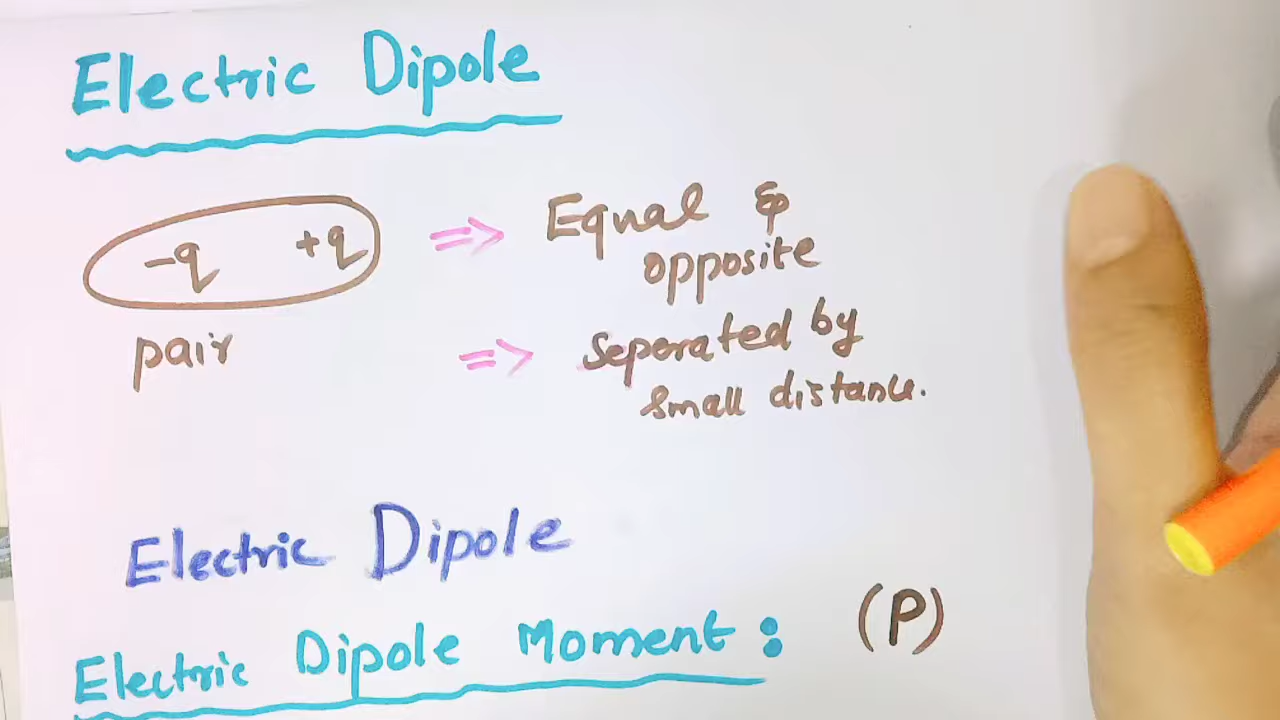 Electric Dipole
-q +q => Equal &
opposite
pair => Seperated by
small distance.
Electric Dipole
Electric Dipole Moment: (P)